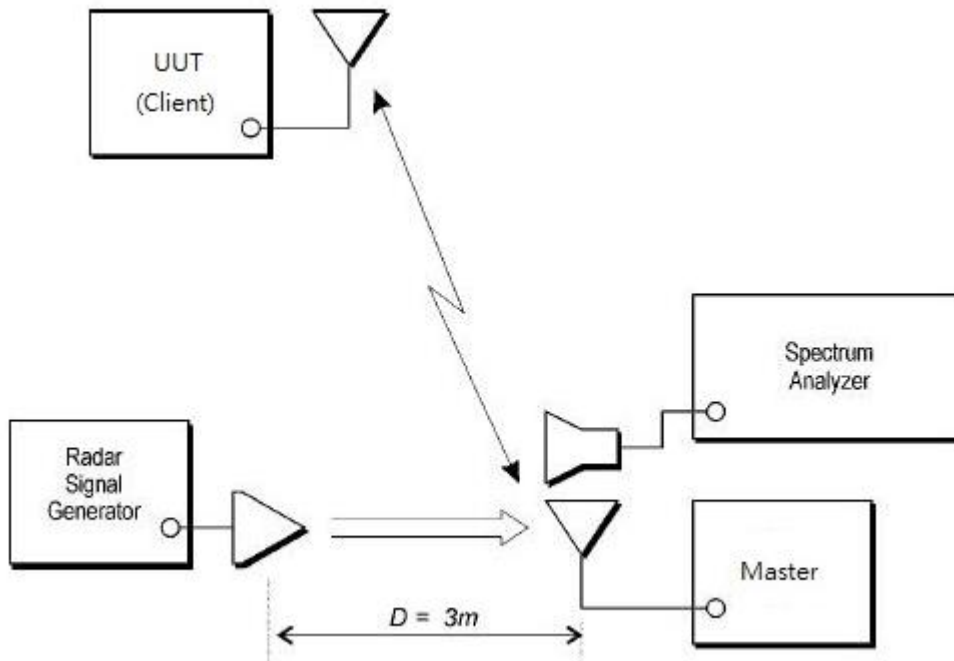 UUT
(Client)
Spectrum
Analyzer
Radar
Signal
Generator
Master
D = 3m